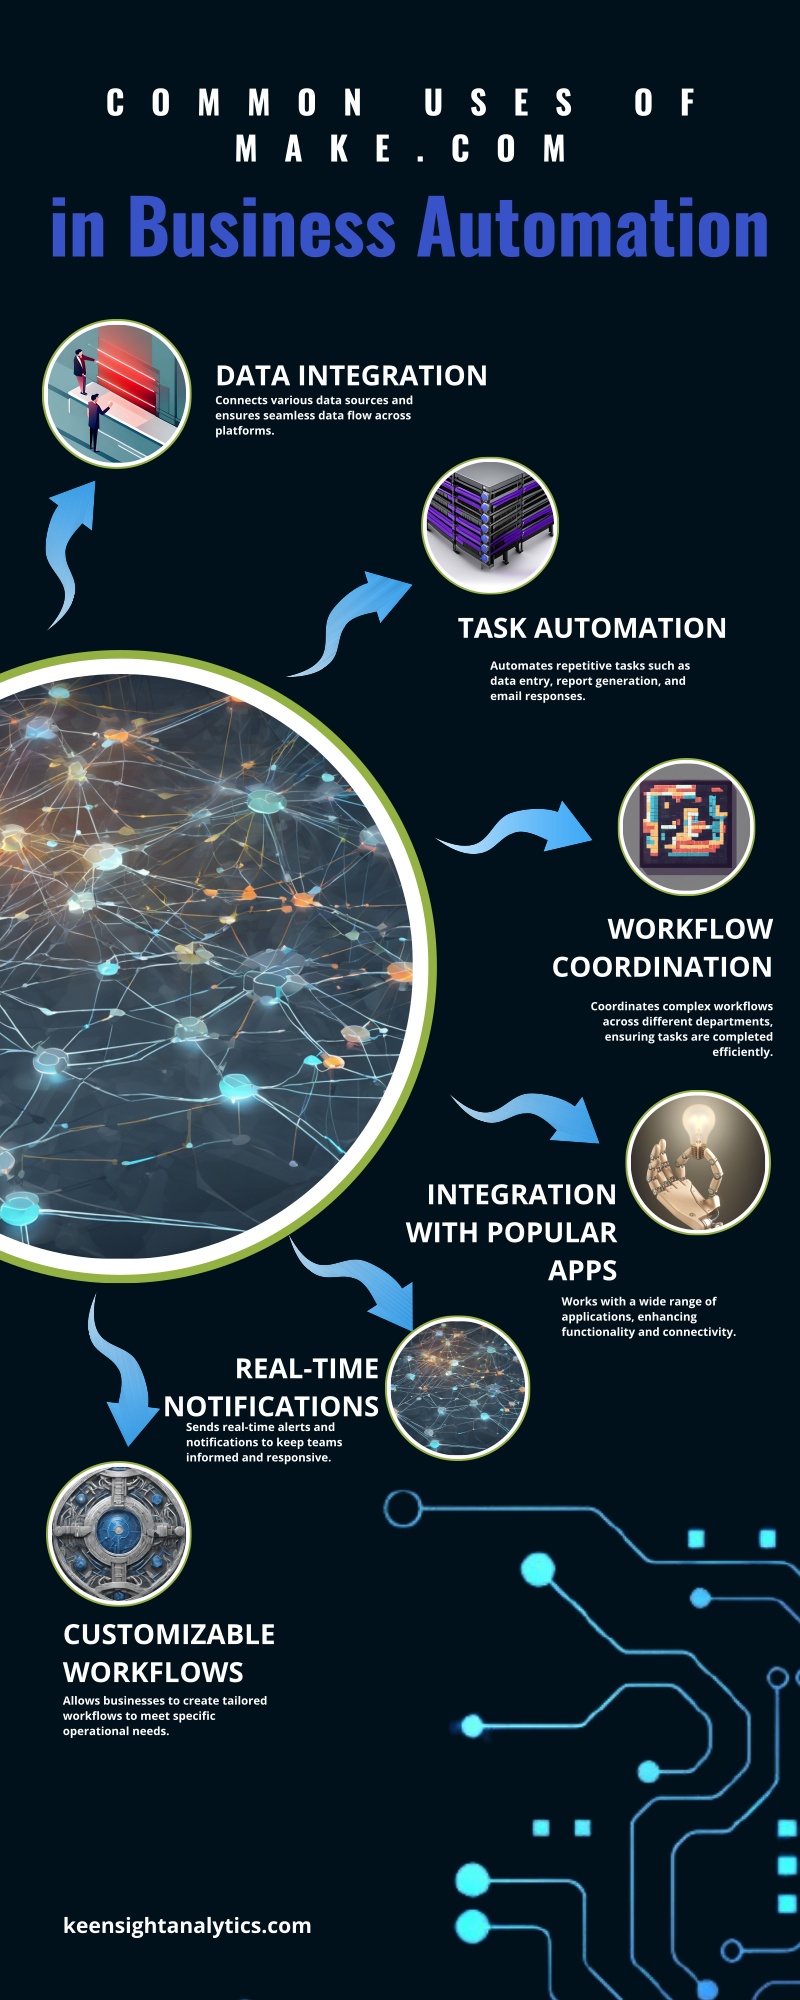 COMMON USES OF
MAKE.COM
in Business Automation
DATA INTEGRATION
Connects various data sources and
ensures seamless data flow across
platforms.
TASK AUTOMATION
Automates repetitive tasks such as
data entry, report generation, and
email responses.
WORKFLOW
COORDINATION
Coordinates complex workflows
across different departments,
ensuring tasks are completed
efficiently.
INTEGRATION
WITH POPULAR
APPS
Works with a wide range of
applications, enhancing
functionality and connectivity.
REAL-TIME
NOTIFICATIONS
Sends real-time alerts and
notifications to keep teams
informed and responsive.
CUSTOMIZABLE
WORKFLOWS
Allows businesses to create tailored
workflows to meet specific
operational needs.
keensightanalytics.com